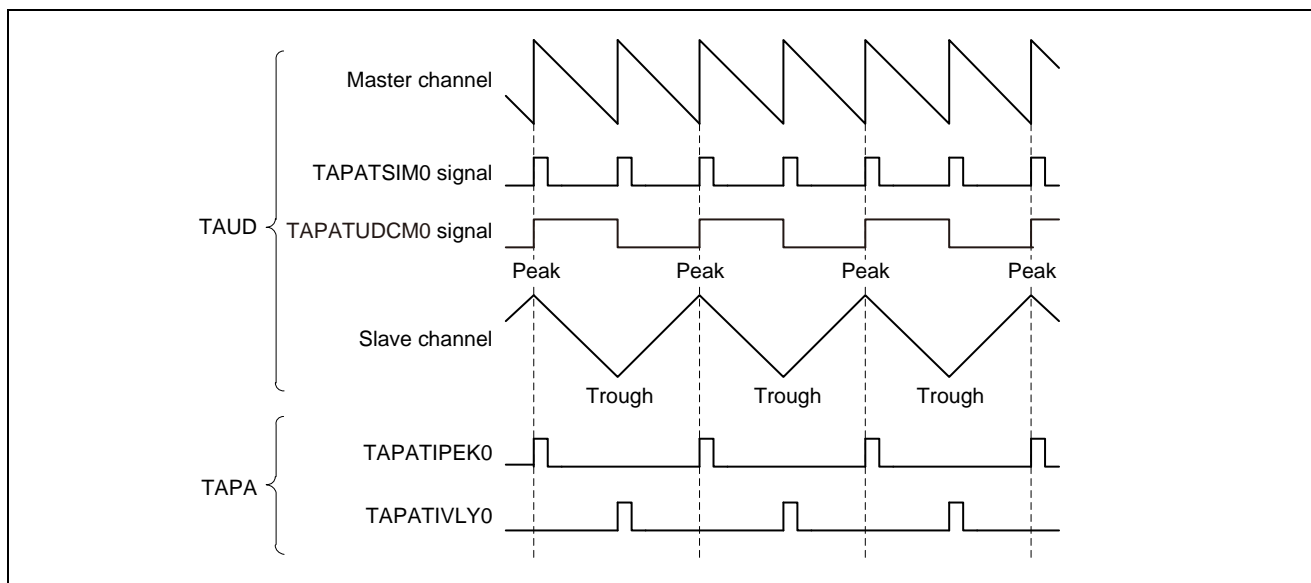 Master channel
TAPATSIM0 signal
TAUD
TAPATUDCM0 signal
Peak Peak Peak Peak
Slave channel
Trough Trough Trough
TAPATIPEK0
TAPA
TAPATIVLY0